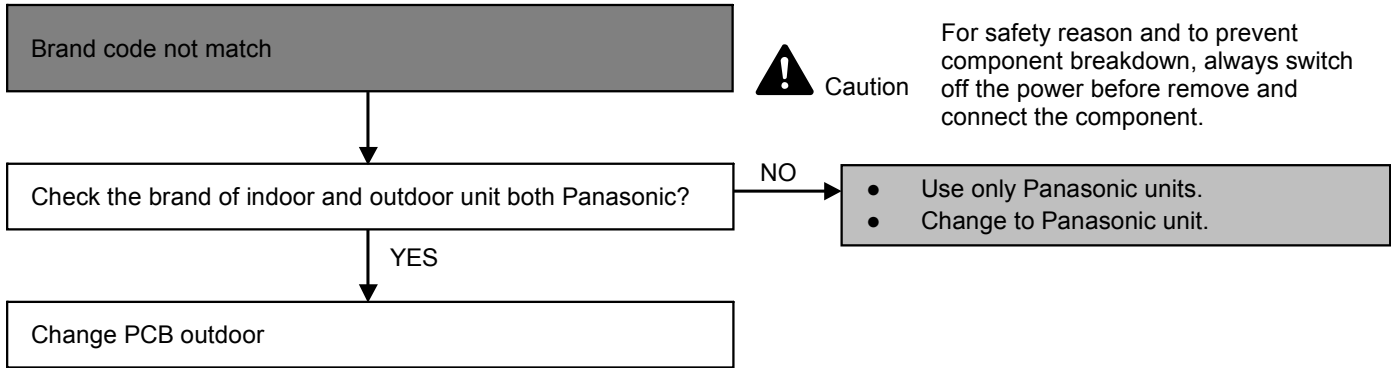 Brand code not match
Caution
For safety reason and to prevent
component breakdown, always switch
off the power before remove and
connect the component.
Check the brand of indoor and outdoor unit both Panasonic?
NO
● Use only Panasonic units.
● Change to Panasonic unit.
YES
Change PCB outdoor